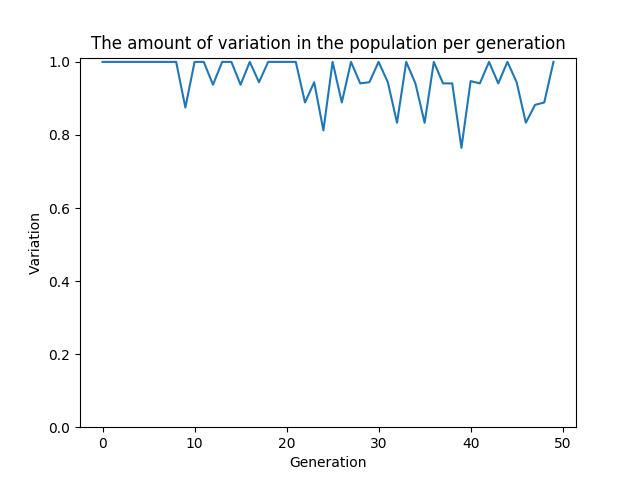 The amount of variation in the population per generation
1.0
0.8
0.6
0.4
0.2
0.0
Variation
0 10 20 30 40 50
Generation